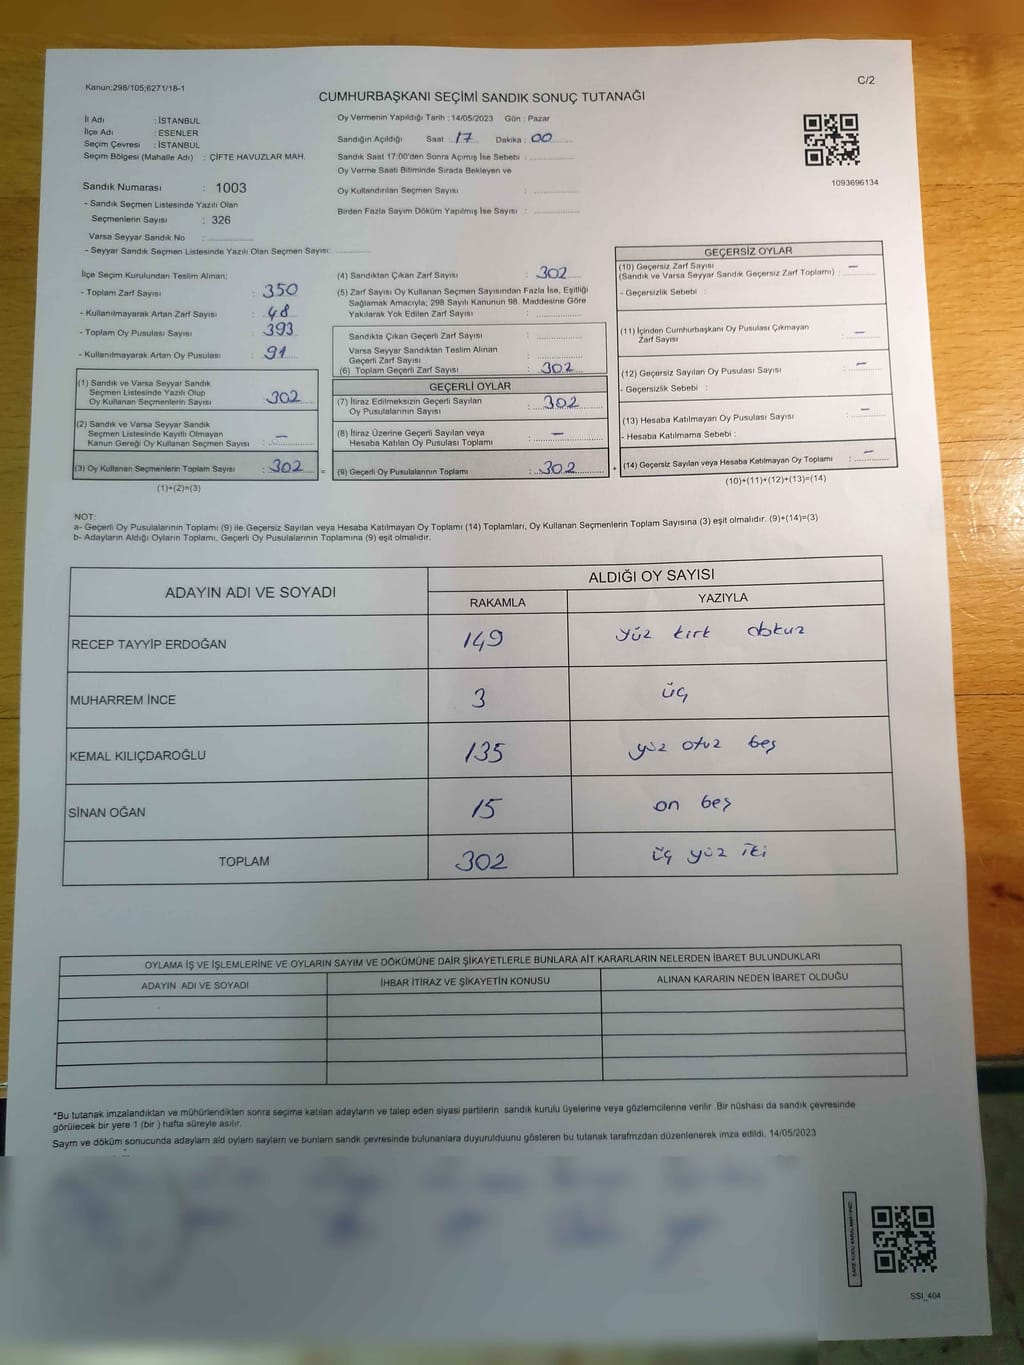 Kanun;298/105;6271/18-1
C/2
CUMHURBAŞKANI SEÇİMİ SANDIK SONUÇ TUTANAĞI
İl Adı : İSTANBUL
İlçe Adı : ESENLER
Seçim Çevresi : İSTANBUL
Seçim Bölgesi (Mahalle Adı) : ÇİFTE HAVUZLAR MAH.
Oy Vermenin Yapıldığı Tarih : 14/05/2023 Gün : Pazar
Sandığın Açıldığı Saat : 17 Dakika : 00
Sandık Saat 17:00'den Sonra Açımış İse Sebebi :
Oy Verme Saati Bitiminde Sırada Bekleyen ve
Oy Kullandırılan Seçmen Sayısı :
Birden Fazla Sayım Döküm Yapılmış İse Sayısı :
1093696134
Sandık Numarası : 1003
- Sandık Seçmen Listesinde Yazılı Olan
Seçmenlerin Sayısı : 326
Varsa Seyyar Sandık No :
- Seyyar Sandık Seçmen Listesinde Yazılı Olan Seçmen Sayısı:
İlçe Seçim Kurulundan Teslim Alınan;
- Toplam Zarf Sayısı : 350
- Kullanılmayarak Artan Zarf Sayısı : 48
- Toplam Oy Pusulası Sayısı : 393
- Kullanılmayarak Artan Oy Pusulası : 91
(1) Sandık ve Varsa Seyyar Sandık
Seçmen Listesinde Yazılı Olup
Oy Kullanan Seçmenlerin Sayısı : 302
(2) Sandık ve Varsa Seyyar Sandık
Seçmen Listesinde Kayıtlı Olmayan
Kanun Gereği Oy Kullanan Seçmen Sayısı : —
(3) Oy Kullanan Seçmenlerin Toplam Sayısı : 302 =
(1)+(2)=(3)
(4) Sandıktan Çıkan Zarf Sayısı : 302
(5) Zarf Sayısı Oy Kullanan Seçmen Sayısından Fazla İse, Eşitliği
Sağlamak Amacıyla; 298 Sayılı Kanunun 98. Maddesine Göre
Yakılarak Yok Edilen Zarf Sayısı :
Sandıkta Çıkan Geçerli Zarf Sayısı :
Varsa Seyyar Sandıktan Teslim Alınan
Geçerli Zarf Sayısı :
(6) Toplam Geçerli Zarf Sayısı : 302
GEÇERLİ OYLAR
(7) İtiraz Edilmeksizin Geçerli Sayılan
Oy Pusulalarının Sayısı : 302
(8) İtiraz Üzerine Geçerli Sayılan veya
Hesaba Katılan Oy Pusulası Toplamı : —
(9) Geçerli Oy Pusulalarının Toplamı : 302 +
GEÇERSİZ OYLAR
(10) Geçersiz Zarf Sayısı
(Sandık ve Varsa Seyyar Sandık Geçersiz Zarf Toplamı) : —
- Geçersizlik Sebebi :
(11) İçinden Cumhurbaşkanı Oy Pusulası Çıkmayan
Zarf Sayısı : —
(12) Geçersiz Sayılan Oy Pusulası Sayısı : —
- Geçersizlik Sebebi :
(13) Hesaba Katılmayan Oy Pusulası Sayısı : —
- Hesaba Katılmama Sebebi :
(14) Geçersiz Sayılan veya Hesaba Katılmayan Oy Toplamı : —
(10)+(11)+(12)+(13)=(14)
NOT:
a- Geçerli Oy Pusulalarının Toplamı (9) ile Geçersiz Sayılan veya Hesaba Katılmayan Oy Toplamı (14) Toplamları, Oy Kullanan Seçmenlerin Toplam Sayısına (3) eşit olmalıdır. (9)+(14)=(3)
b- Adayların Aldığı Oyların Toplamı, Geçerli Oy Pusulalarının Toplamına (9) eşit olmalıdır.
ADAYIN ADI VE SOYADI
ALDIĞI OY SAYISI
RAKAMLA YAZIYLA
RECEP TAYYİP ERDOĞAN 149 yüz kırk dokuz
MUHARREM İNCE 3 üç
KEMAL KILIÇDAROĞLU 135 yüz otuz beş
SİNAN OĞAN 15 on beş
TOPLAM 302 üç yüz iki
OYLAMA İŞ VE İŞLEMLERİNE VE OYLARIN SAYIM VE DÖKÜMÜNE DAİR ŞİKAYETLERLE BUNLARA AİT KARARLARIN NELERDEN İBARET BULUNDUKLARI
ADAYIN ADI VE SOYADI İHBAR İTİRAZ VE ŞİKAYETİN KONUSU ALINAN KARARIN NEDEN İBARET OLDUĞU
*Bu tutanak imzalandıktan ve mühürlendikten sonra seçime katılan adayların ve talep eden siyasi partilerin sandık kurulu üyelerine veya gözlemcilerine verilir .Bir nüshası da sandık çevresinde
görülecek bir yere 1 (bir ) hafta süreyle asılır.
Sayım ve döküm sonucunda adaylarn ald oylarn saylarn ve bunlarn sandk çevresinde bulunanlara duyurulduunu gösteren bu tutanak tarafmzdan düzenlenerek imza edildi. 14/05/2023
SSI_404